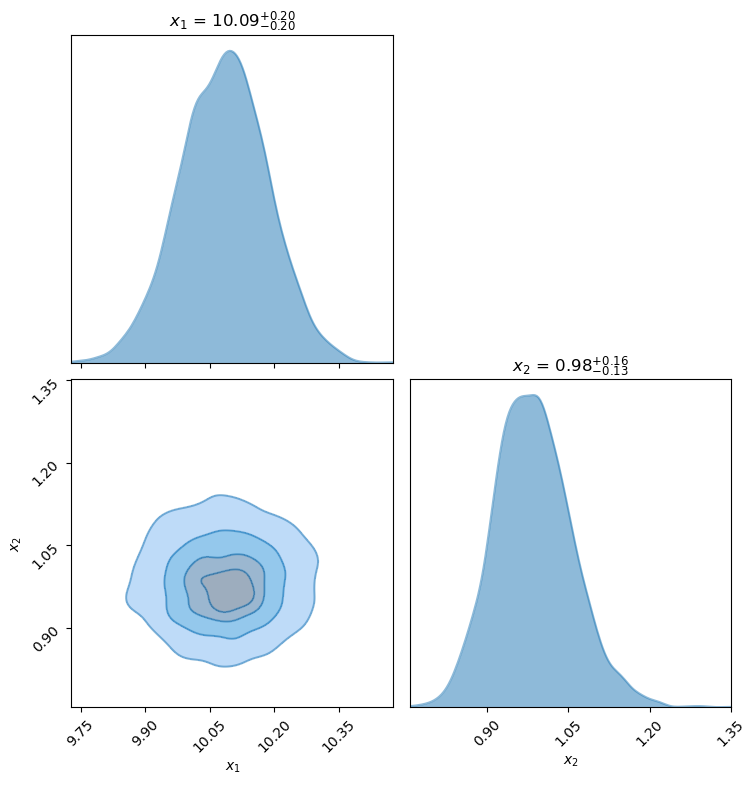 x₁ = 10.09⁺⁰·²⁰₋₀.₂₀
x₂ = 0.98⁺⁰·¹⁶₋₀.₁₃
1.35
1.20
1.05
0.90
x₂
9.75
9.90
10.05
10.20
10.35
x₁
0.90
1.05
1.20
1.35
x₂